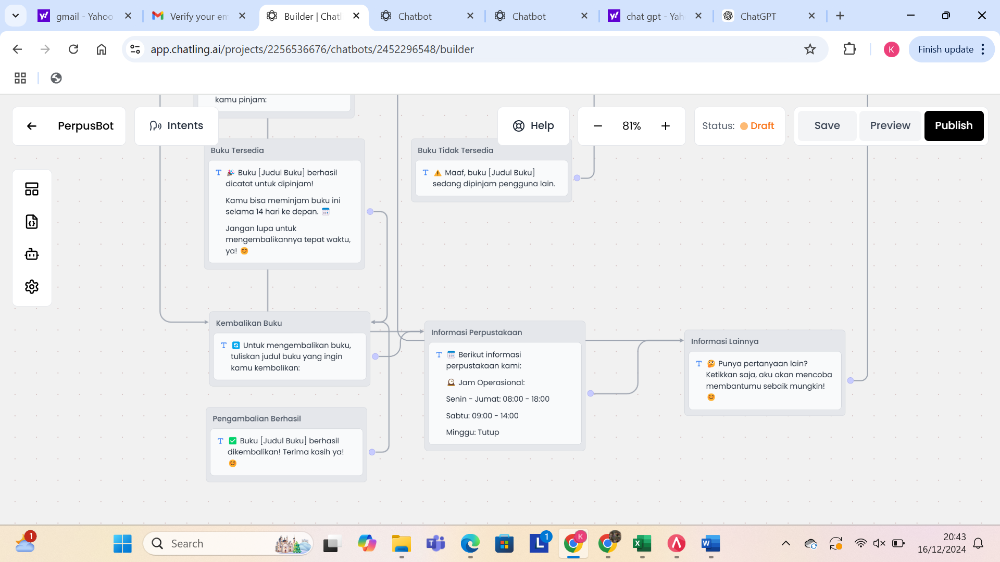 gmail - Yahoo
Verify your em
Builder | Chatl
Chatbot
Chatbot
chat gpt - Yah
ChatGPT
app.chatling.ai/projects/2256536676/chatbots/2452296548/builder
K
Finish update
kamu pinjam:
PerpusBot
Intents
Help
81%
Status: Draft
Save
Preview
Publish
Buku Tersedia
🎉 Buku [Judul Buku] berhasil
dicatat untuk dipinjam!
Kamu bisa meminjam buku ini
selama 14 hari ke depan. 🗓️
Jangan lupa untuk
mengembalikannya tepat waktu,
ya! 😊
Buku Tidak Tersedia
⚠️ Maaf, buku [Judul Buku]
sedang dipinjam pengguna lain.
Kembalikan Buku
🔄 Untuk mengembalikan buku,
tuliskan judul buku yang ingin
kamu kembalikan:
Pengambalian Berhasil
✅ Buku [Judul Buku] berhasil
dikembalikan! Terima kasih ya!
😊
Informasi Perpustakaan
🗓️ Berikut informasi
perpustakaan kami:
🕰️ Jam Operasional:
Senin - Jumat: 08:00 - 18:00
Sabtu: 09:00 - 14:00
Minggu: Tutup
Informasi Lainnya
🤔 Punya pertanyaan lain?
Ketikkan saja, aku akan mencoba
membantumu sebaik mungkin!
😊
1
Search
1
K
20:43
16/12/2024